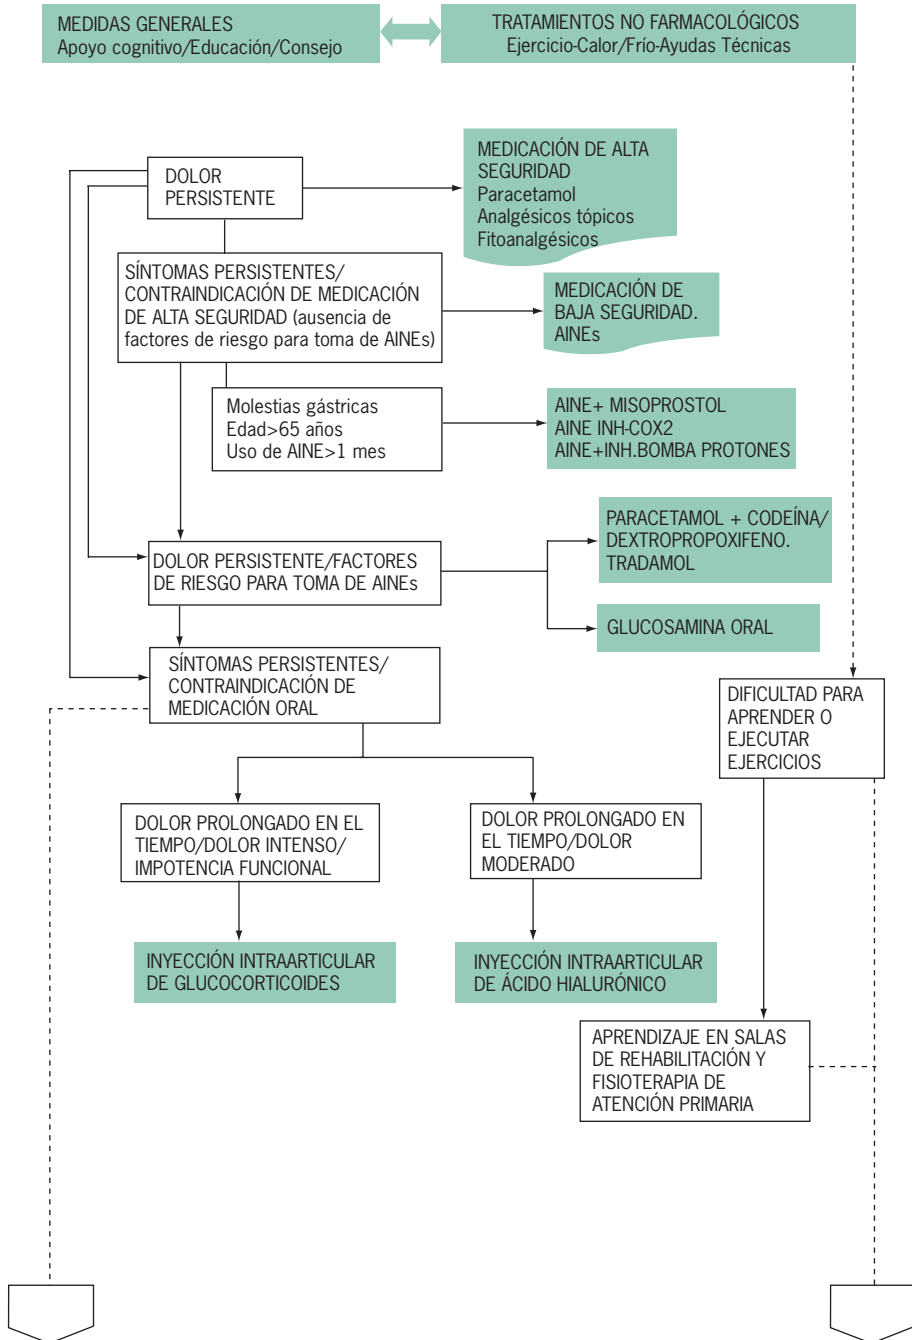 MEDIDAS GENERALES
Apoyo cognitivo/Educación/Consejo
TRATAMIENTOS NO FARMACOLÓGICOS
Ejercicio-Calor/Frío-Ayudas Técnicas
DOLOR
PERSISTENTE
MEDICACIÓN DE ALTA
SEGURIDAD
Paracetamol
Analgésicos tópicos
Fitoanalgésicos
SÍNTOMAS PERSISTENTES/
CONTRAINDICACIÓN DE MEDICACIÓN
DE ALTA SEGURIDAD (ausencia de
factores de riesgo para toma de AINEs)
MEDICACIÓN DE
BAJA SEGURIDAD.
AINEs
Molestias gástricas
Edad>65 años
Uso de AINE>1 mes
AINE+ MISOPROSTOL
AINE INH-COX2
AINE+INH.BOMBA PROTONES
DOLOR PERSISTENTE/FACTORES
DE RIESGO PARA TOMA DE AINEs
PARACETAMOL + CODEÍNA/
DEXTROPROPOXIFENO.
TRADAMOL
GLUCOSAMINA ORAL
SÍNTOMAS PERSISTENTES/
CONTRAINDICACIÓN DE
MEDICACIÓN ORAL
DIFICULTAD PARA
APRENDER O
EJECUTAR
EJERCICIOS
DOLOR PROLONGADO EN EL
TIEMPO/DOLOR INTENSO/
IMPOTENCIA FUNCIONAL
DOLOR PROLONGADO EN
EL TIEMPO/DOLOR
MODERADO
INYECCIÓN INTRAARTICULAR
DE GLUCOCORTICOIDES
INYECCIÓN INTRAARTICULAR
DE ÁCIDO HIALURÓNICO
APRENDIZAJE EN SALAS
DE REHABILITACIÓN Y
FISIOTERAPIA DE
ATENCIÓN PRIMARIA